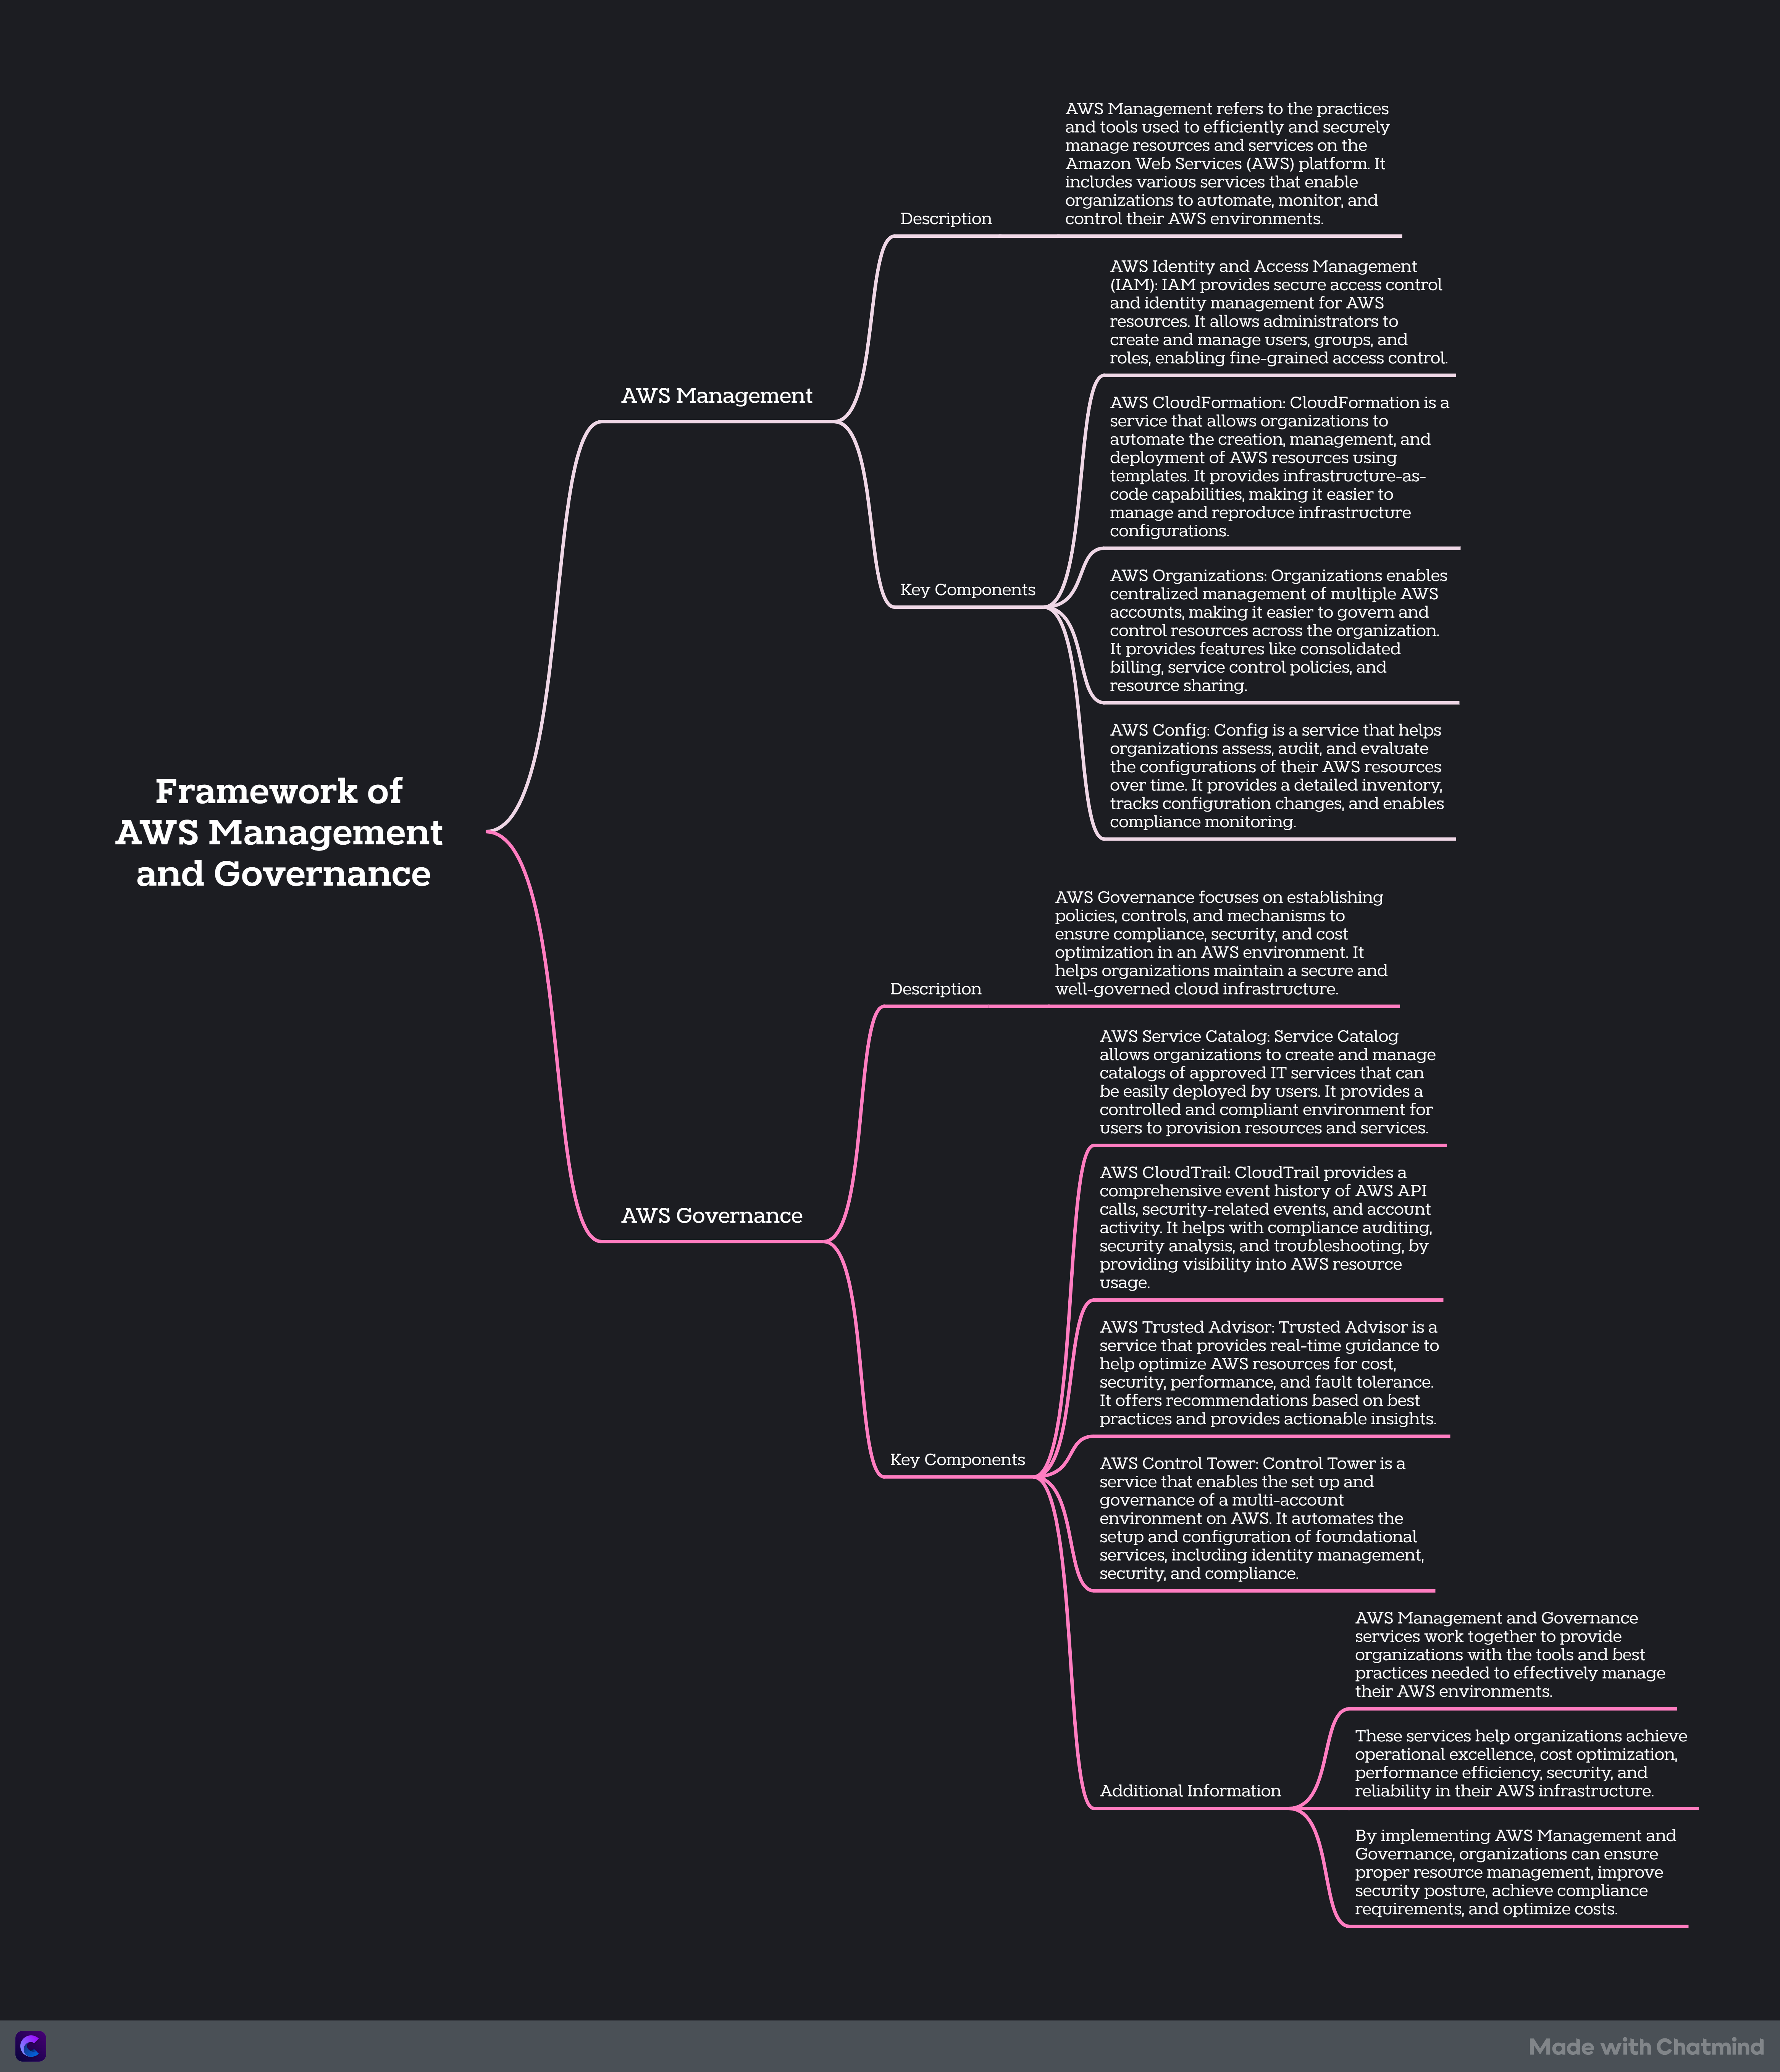 AWS Management refers to the practices
and tools used to efficiently and securely
manage resources and services on the
Amazon Web Services (AWS) platform. It
includes various services that enable
organizations to automate, monitor, and
control their AWS environments.
Description
AWS Identity and Access Management
(IAM): IAM provides secure access control
and identity management for AWS
resources. It allows administrators to
create and manage users, groups, and
roles, enabling fine-grained access control.
AWS Management
AWS CloudFormation: CloudFormation is a
service that allows organizations to
automate the creation, management, and
deployment of AWS resources using
templates. It provides infrastructure-as-
code capabilities, making it easier to
manage and reproduce infrastructure
configurations.
Key Components
AWS Organizations: Organizations enables
centralized management of multiple AWS
accounts, making it easier to govern and
control resources across the organization.
It provides features like consolidated
billing, service control policies, and
resource sharing.
AWS Config: Config is a service that helps
organizations assess, audit, and evaluate
the configurations of their AWS resources
over time. It provides a detailed inventory,
tracks configuration changes, and enables
compliance monitoring.
Framework of
AWS Management
and Governance
AWS Governance focuses on establishing
policies, controls, and mechanisms to
ensure compliance, security, and cost
optimization in an AWS environment. It
helps organizations maintain a secure and
well-governed cloud infrastructure.
Description
AWS Service Catalog: Service Catalog
allows organizations to create and manage
catalogs of approved IT services that can
be easily deployed by users. It provides a
controlled and compliant environment for
users to provision resources and services.
AWS CloudTrail: CloudTrail provides a
comprehensive event history of AWS API
calls, security-related events, and account
activity. It helps with compliance auditing,
security analysis, and troubleshooting, by
providing visibility into AWS resource
usage.
AWS Governance
AWS Trusted Advisor: Trusted Advisor is a
service that provides real-time guidance to
help optimize AWS resources for cost,
security, performance, and fault tolerance.
It offers recommendations based on best
practices and provides actionable insights.
Key Components
AWS Control Tower: Control Tower is a
service that enables the set up and
governance of a multi-account
environment on AWS. It automates the
setup and configuration of foundational
services, including identity management,
security, and compliance.
AWS Management and Governance
services work together to provide
organizations with the tools and best
practices needed to effectively manage
their AWS environments.
These services help organizations achieve
operational excellence, cost optimization,
performance efficiency, security, and
reliability in their AWS infrastructure.
Additional Information
By implementing AWS Management and
Governance, organizations can ensure
proper resource management, improve
security posture, achieve compliance
requirements, and optimize costs.
Made with Chatmind